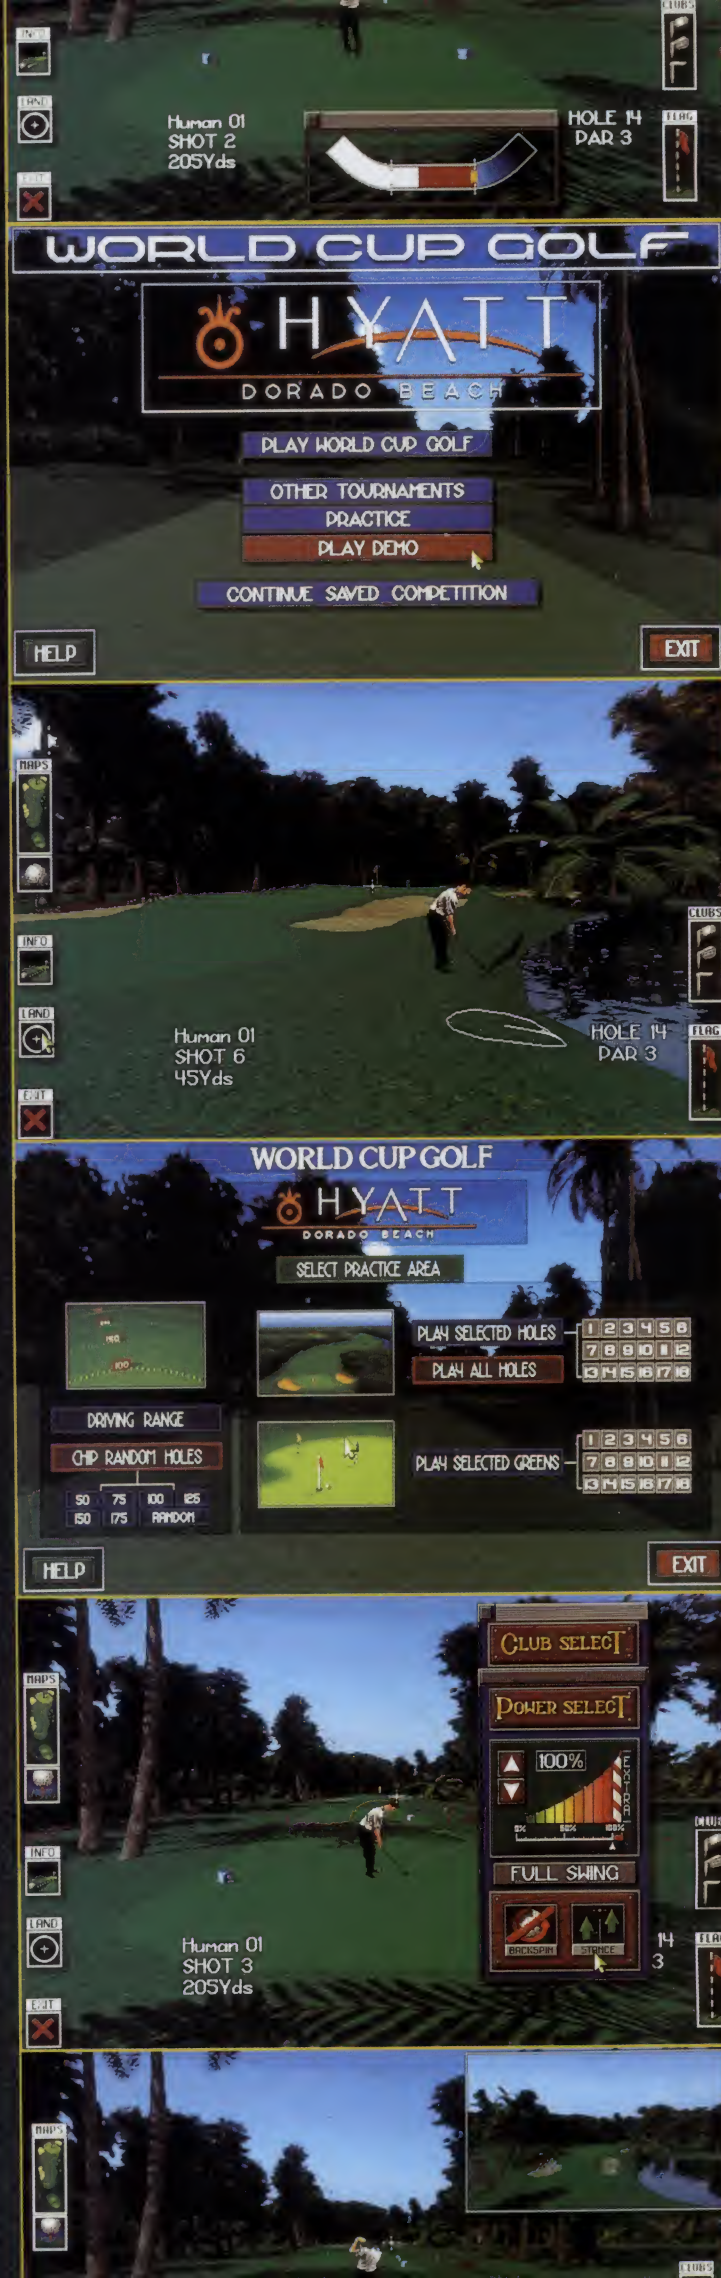 INFO
CLUBS
LAND
Human 01
SHOT 2
205Yds
HOLE 14
PAR 3
FLAG
EXIT
WORLD CUP GOLF
HYATT
DORADO BEACH
PLAY WORLD CUP GOLF
OTHER TOURNAMENTS
PRACTICE
PLAY DEMO
CONTINUE SAVED COMPETITION
HELP
EXIT
MAPS
CLUBS
INFO
LAND
Human 01
SHOT 6
45Yds
HOLE 14
PAR 3
FLAG
EXIT
WORLD CUP GOLF
HYATT
DORADO BEACH
SELECT PRACTICE AREA
150
100
PLAY SELECTED HOLES
1 2 3 4 5 6
7 8 9 10 11 12
13 14 15 16 17 18
PLAY ALL HOLES
DRIVING RANGE
CHIP RANDOM HOLES
50 75 100 125
150 175 RANDOM
PLAY SELECTED GREENS
1 2 3 4 5 6
7 8 9 10 11 12
13 14 15 16 17 18
HELP
EXIT
CLUB SELECT
MAPS
POWER SELECT
100%
EXTRA
0% 50% 100%
INFO
FULL SWING
LAND
Human 01
SHOT 3
205Yds
BACKSPIN
STANCE
14
3
EXIT
MAPS
CLUBS